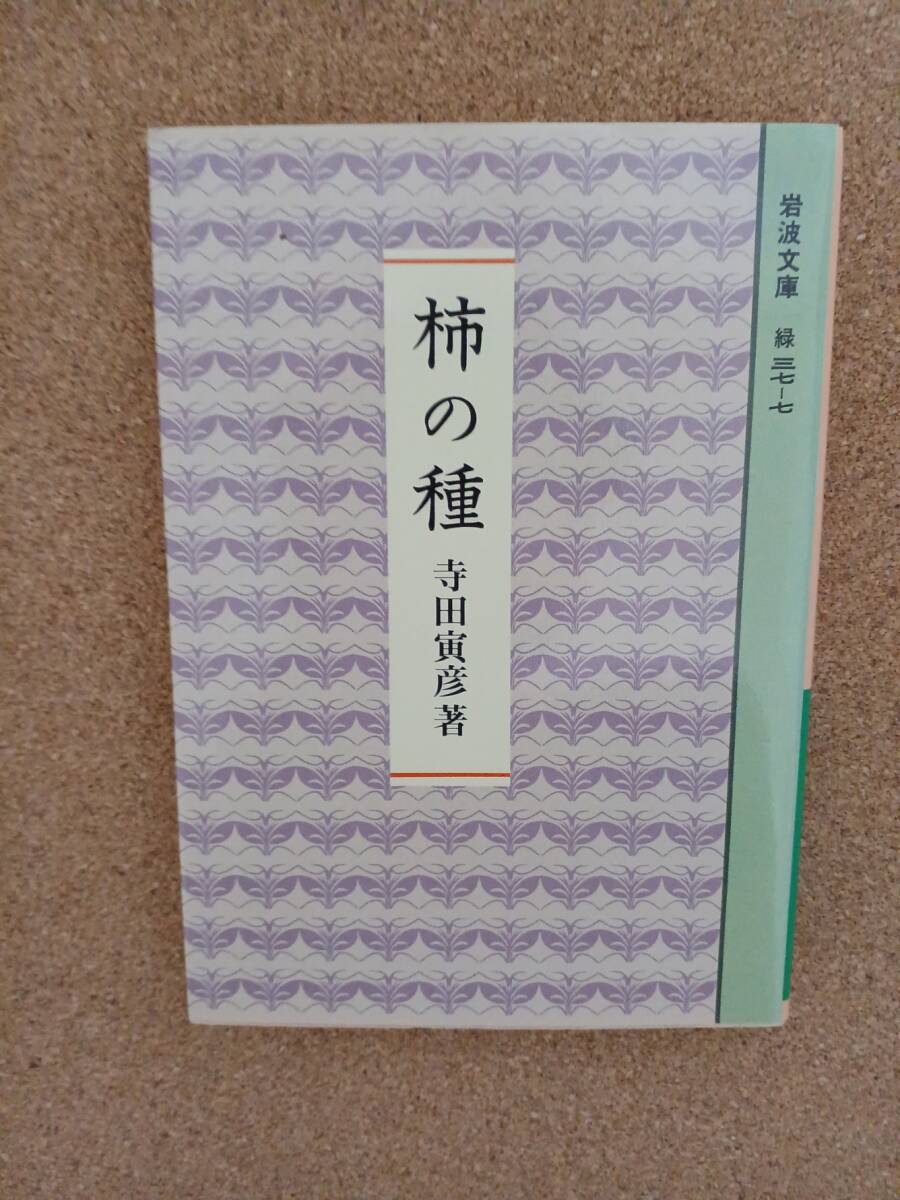 岩波文庫 緑三七-七
柿の種
寺田寅彦著